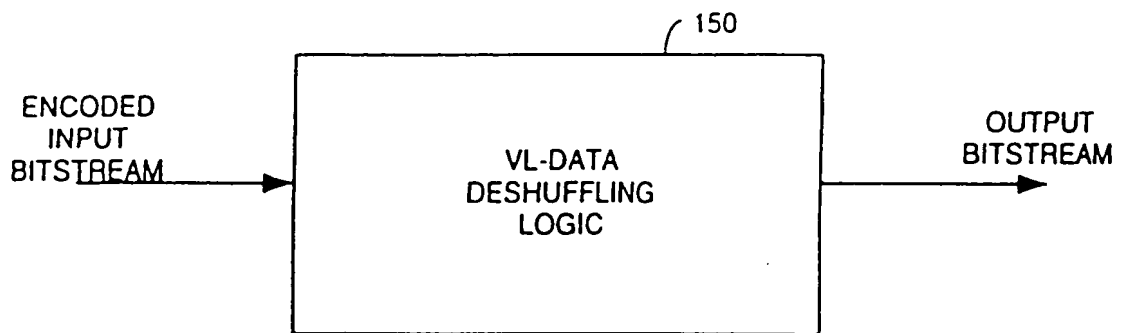 150
ENCODED
INPUT
BITSTREAM
VL-DATA
DESHUFFLING
LOGIC
OUTPUT
BITSTREAM